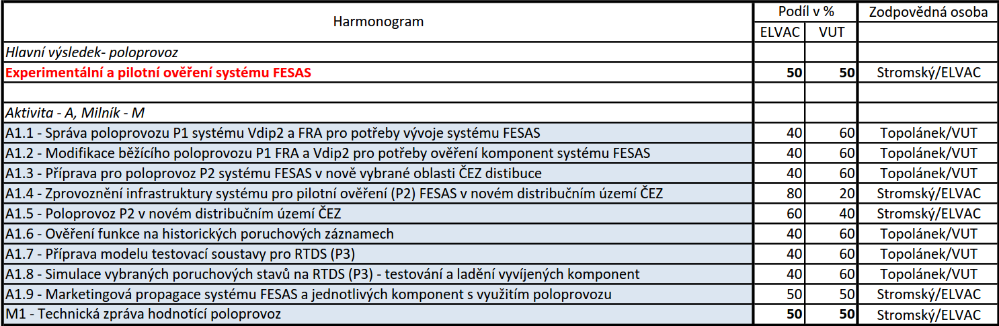 Harmonogram Podíl v % Zodpovědná osoba
ELVAC VUT
Hlavní výsledek- poloprovoz
Experimentální a pilotní ověření systému FESAS 50 50 Stromský/ELVAC
Aktivita - A, Milník - M
A1.1 - Správa poloprovozu P1 systému Vdip2 a FRA pro potřeby vývoje systému FESAS 40 60 Topolánek/VUT
A1.2 - Modifikace běžícího poloprovozu P1 FRA a Vdip2 pro potřeby ověření komponent systému FESAS 40 60 Topolánek/VUT
A1.3 - Příprava pro poloprovoz P2 systému FESAS v nově vybrané oblasti ČEZ distibuce 40 60 Topolánek/VUT
A1.4 - Zprovoznění infrastruktury systému pro pilotní ověření (P2) FESAS v novém distribučním území ČEZ 80 20 Stromský/ELVAC
A1.5 - Poloprovoz P2 v novém distribučním území ČEZ 60 40 Stromský/ELVAC
A1.6 - Ověření funkce na historických poruchových záznamech 40 60 Topolánek/VUT
A1.7 - Příprava modelu testovací soustavy pro RTDS (P3) 40 60 Topolánek/VUT
A1.8 - Simulace vybraných poruchových stavů na RTDS (P3) - testování a ladění vyvíjených komponent 40 60 Topolánek/VUT
A1.9 - Marketingová propagace systému FESAS a jednotlivých komponent s využitím poloprovozu 50 50 Stromský/ELVAC
M1 - Technická zpráva hodnotící poloprovoz 50 50 Stromský/ELVAC